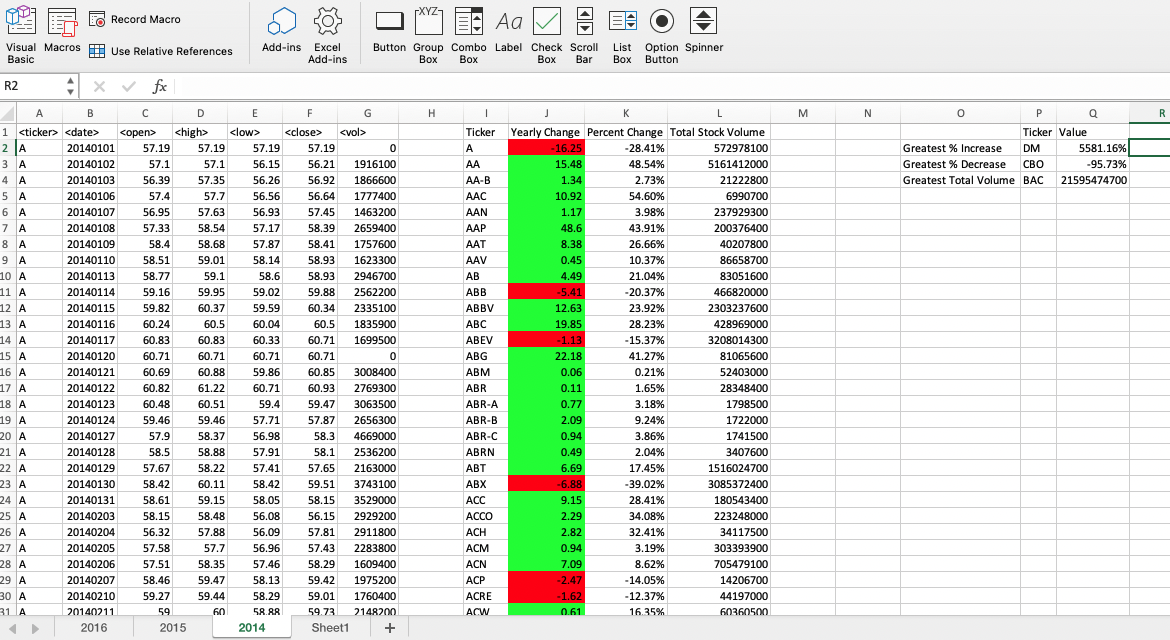 Visual Basic
Macros
Record Macro
Use Relative References
Add-ins
Excel Add-ins
XYZ
Aa
Button
Group Box
Combo Box
Label
Check Box
Scroll Bar
List Box
Option Button
Spinner
R2 fx
A B C D E F G H I J K L M N O P Q R
1 <ticker> <date> <open> <high> <low> <close> <vol> Ticker Yearly Change Percent Change Total Stock Volume Ticker Value
2 A 20140101 57.19 57.19 57.19 57.19 0 A -16.25 -28.41% 572978100 Greatest % Increase DM 5581.16%
3 A 20140102 57.1 57.1 56.15 56.21 1916100 AA 15.48 48.54% 5161412000 Greatest % Decrease CBO -95.73%
4 A 20140103 56.39 57.35 56.26 56.92 1866600 AA-B 1.34 2.73% 21222800 Greatest Total Volume BAC 21595474700
5 A 20140106 57.4 57.7 56.56 56.64 1777400 AAC 10.92 54.60% 6990700
6 A 20140107 56.95 57.63 56.93 57.45 1463200 AAN 1.17 3.98% 237929300
7 A 20140108 57.33 58.54 57.17 58.39 2659400 AAP 48.6 43.91% 200376400
8 A 20140109 58.4 58.68 57.87 58.41 1757600 AAT 8.38 26.66% 40207800
9 A 20140110 58.51 59.01 58.14 58.93 1623300 AAV 0.45 10.37% 86658700
10 A 20140113 58.77 59.1 58.6 58.93 2946700 AB 4.49 21.04% 83051600
11 A 20140114 59.16 59.95 59.02 59.88 2562200 ABB -5.41 -20.37% 466820000
12 A 20140115 59.82 60.37 59.59 60.34 2335100 ABBV 12.63 23.92% 2303237600
13 A 20140116 60.24 60.5 60.04 60.5 1835900 ABC 19.85 28.23% 428969000
14 A 20140117 60.83 60.83 60.33 60.71 1699500 ABEV -1.13 -15.37% 3208014300
15 A 20140120 60.71 60.71 60.71 60.71 0 ABG 22.18 41.27% 81065600
16 A 20140121 60.69 60.88 59.86 60.85 3008400 ABM 0.06 0.21% 52403000
17 A 20140122 60.82 61.22 60.71 60.93 2769300 ABR 0.11 1.65% 28348400
18 A 20140123 60.48 60.51 59.4 59.47 3063500 ABR-A 0.77 3.18% 1798500
19 A 20140124 59.46 59.46 57.71 57.87 2656300 ABR-B 2.09 9.24% 1722000
20 A 20140127 57.9 58.37 56.98 58.3 4669000 ABR-C 0.94 3.86% 1741500
21 A 20140128 58.5 58.88 57.91 58.1 2536200 ABRN 0.49 2.04% 3407600
22 A 20140129 57.67 58.22 57.41 57.65 2163000 ABT 6.69 17.45% 1516024700
23 A 20140130 58.42 60.11 58.42 59.51 3743100 ABX -6.88 -39.02% 3085372400
24 A 20140131 58.61 59.15 58.05 58.15 3529000 ACC 9.15 28.41% 180543400
25 A 20140203 58.15 58.48 56.08 56.15 2929200 ACCO 2.29 34.08% 223248000
26 A 20140204 56.32 57.88 56.09 57.81 2911800 ACH 2.82 32.41% 34117500
27 A 20140205 57.58 57.7 56.96 57.43 2283800 ACM 0.94 3.19% 303393900
28 A 20140206 57.51 58.35 57.46 58.29 1609400 ACN 7.09 8.62% 705479100
29 A 20140207 58.46 59.47 58.13 59.42 1975200 ACP -2.47 -14.05% 14206700
30 A 20140210 59.27 59.44 58.29 59.01 1760400 ACRE -1.62 -12.37% 44197000
31 A 20140211 59 60 58.88 59.73 2148200 ACW 0.61 16.35% 60360500
2016 2015 2014 Sheet1 +